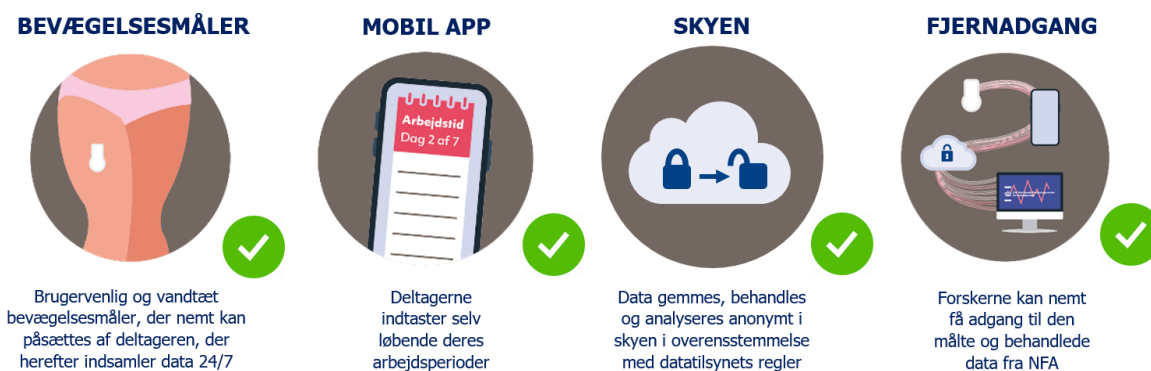 BEVÆGELSESMÅLER
Brugervenlig og vandtæt
bevægelsesmåler, der nemt kan
påsættes af deltageren, der
herefter indsamler data 24/7
MOBIL APP
Arbejdstid
Dag 2 af 7
Deltagerne
indtaster selv
løbende deres
arbejdsperioder
SKYEN
Data gemmes, behandles
og analyseres anonymt i
skyen i overensstemmelse
med datatilsynets regler
FJERNADGANG
Forskerne kan nemt
få adgang til den
målte og behandlede
data fra NFA